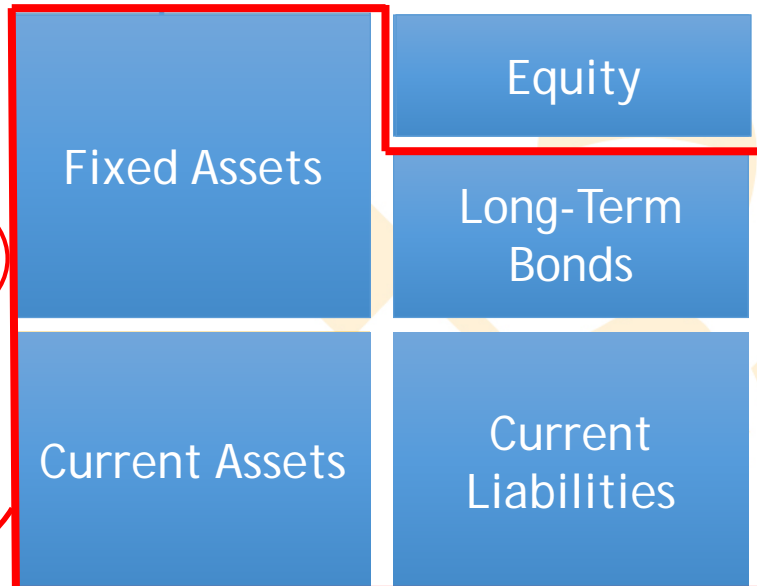 Equity
Fixed Assets
Long-Term
Bonds
Current Assets
Current
Liabilities